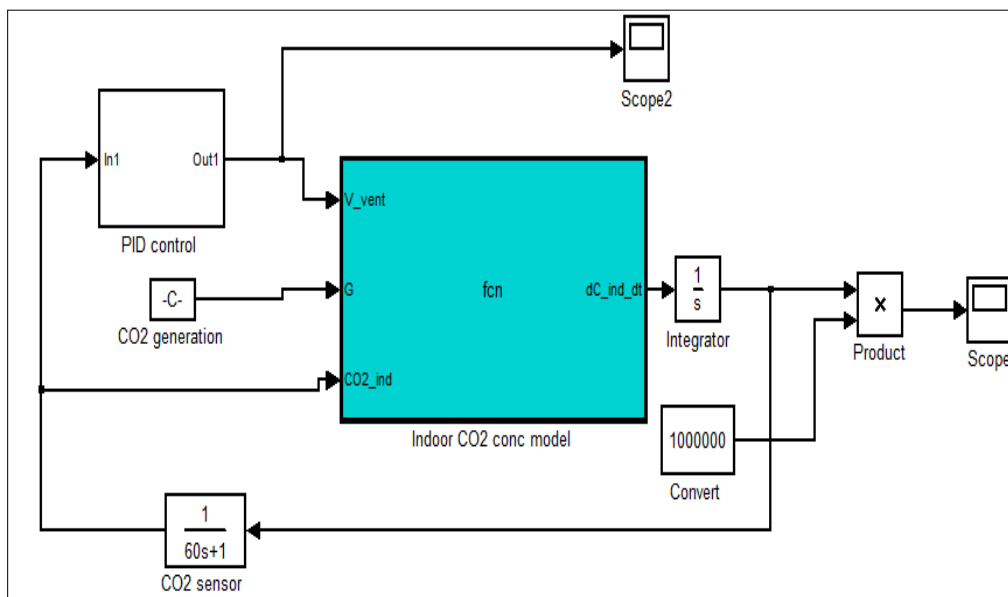 Scope2
In1
Out1
PID control
V_vent
-C-
CO2 generation
G
fcn
dC_ind_dt
1
s
Integrator
×
Product
Scope
CO2_ind
Indoor CO2 conc model
1000000
Convert
1
60s+1
CO2 sensor